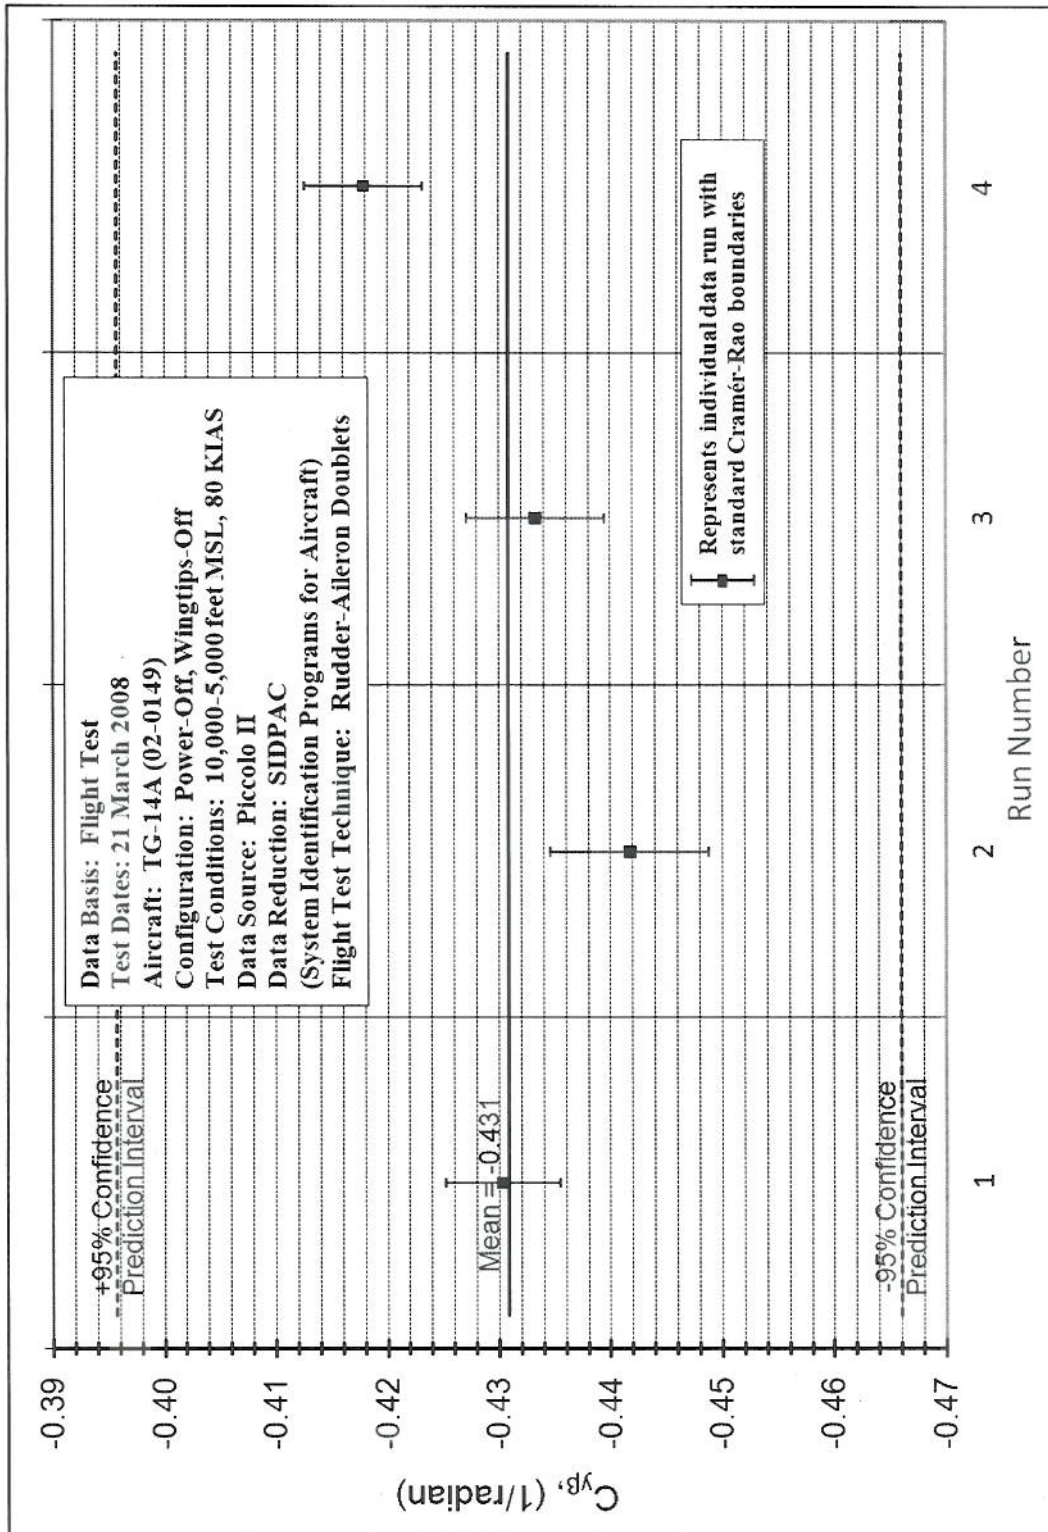 +95% Confidence
Prediction Interval
Data Basis: Flight Test
Test Dates: 21 March 2008
Aircraft: TG-14A (02-0149)
Configuration: Power-Off, Wingtips-Off
Test Conditions: 10,000-5,000 feet MSL, 80 KIAS
Data Source: Piccolo II
Data Reduction: SIDPAC
(System Identification Programs for Aircraft)
Flight Test Technique: Rudder-Aileron Doublets
Mean = -0.431
Represents individual data run with
standard Cramér-Rao boundaries
-95% Confidence
Prediction Interval
-0.39
-0.40
-0.41
-0.42
-0.43
-0.44
-0.45
-0.46
-0.47
Cyβ, (1/radian)
1
2
3
4
Run Number